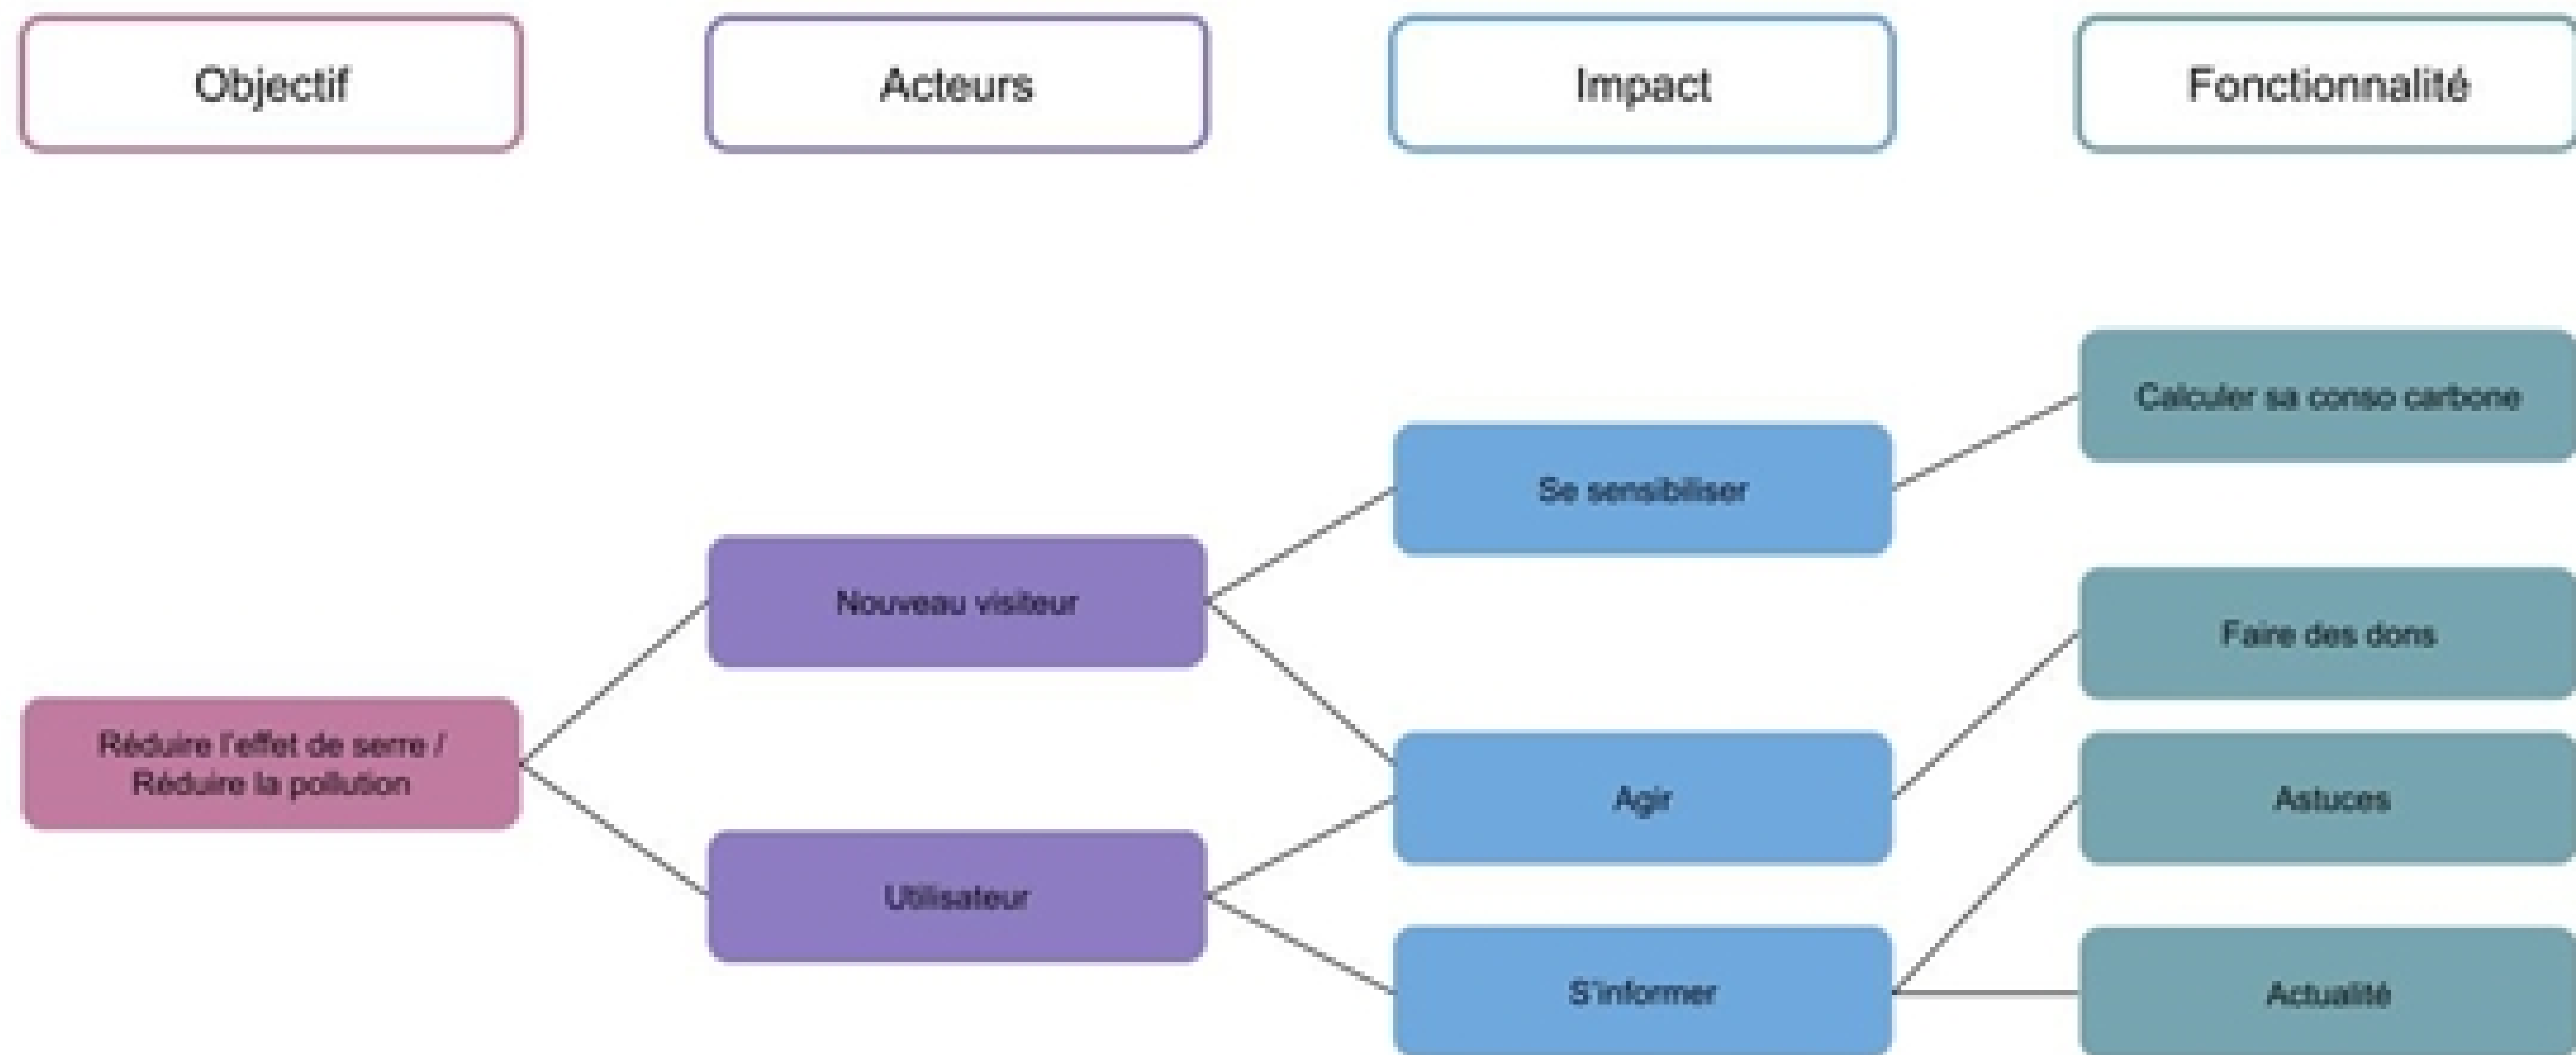 Objectif
Acteurs
Impact
Fonctionnalité
Calculer sa conso carbone
Se sensibiliser
Nouveau visiteur
Faire des dons
Réduire l'effet de serre /
Réduire la pollution
Agir
Astuces
Utilisateur
S'informer
Actualité